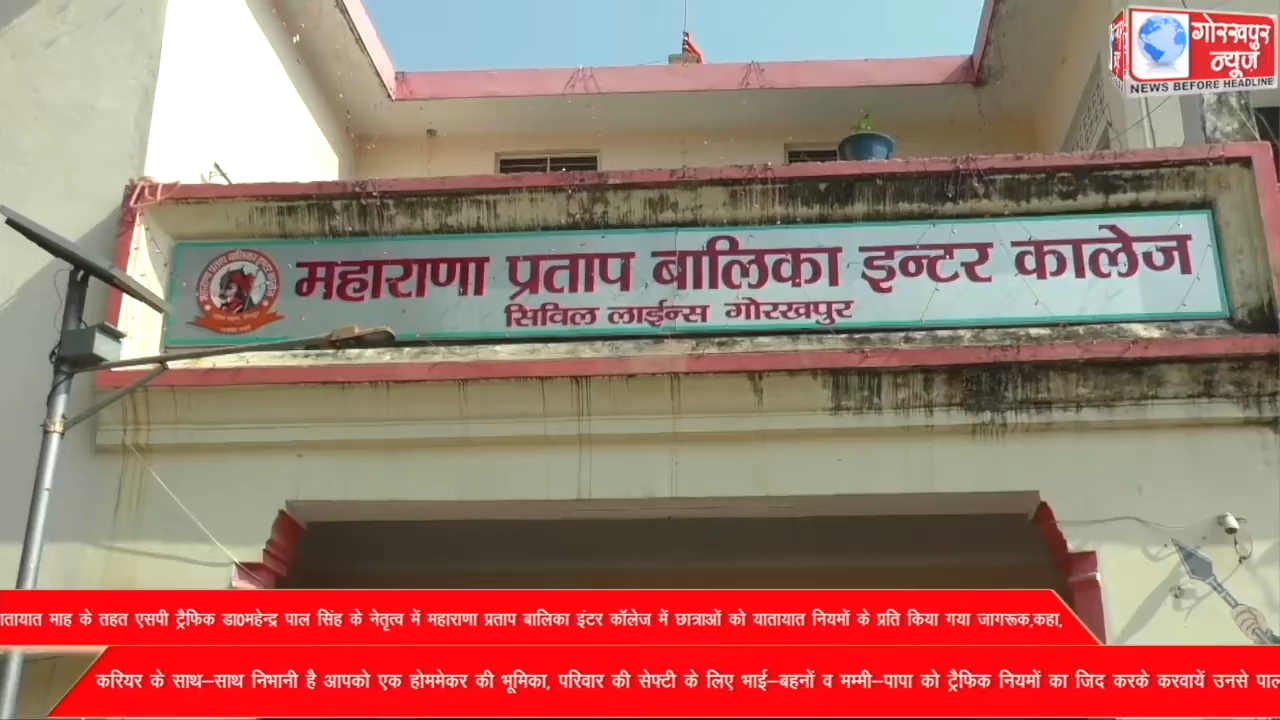 गोरखपुर
न्यूज़
NEWS BEFORE HEADLINE
महाराणा प्रताप बालिका इन्टर कालेज
सिविल लाईन्स गोरखपुर
माह के तहत एसपी ट्रैफिक डा0महेन्द्र पाल सिंह के नेतृत्व में महाराणा प्रताप बालिका इंटर कॉलेज में छात्राओं को यातायात नियमों के प्रति किया गया जागरूक,कहा,
करियर के साथ–साथ निभानी है आपको एक होममेकर की भूमिका, परिवार की सेफ्टी के लिए भाई–बहनों व मम्मी–पापा को ट्रैफिक नियमों का जिद करके करवायें उनसे